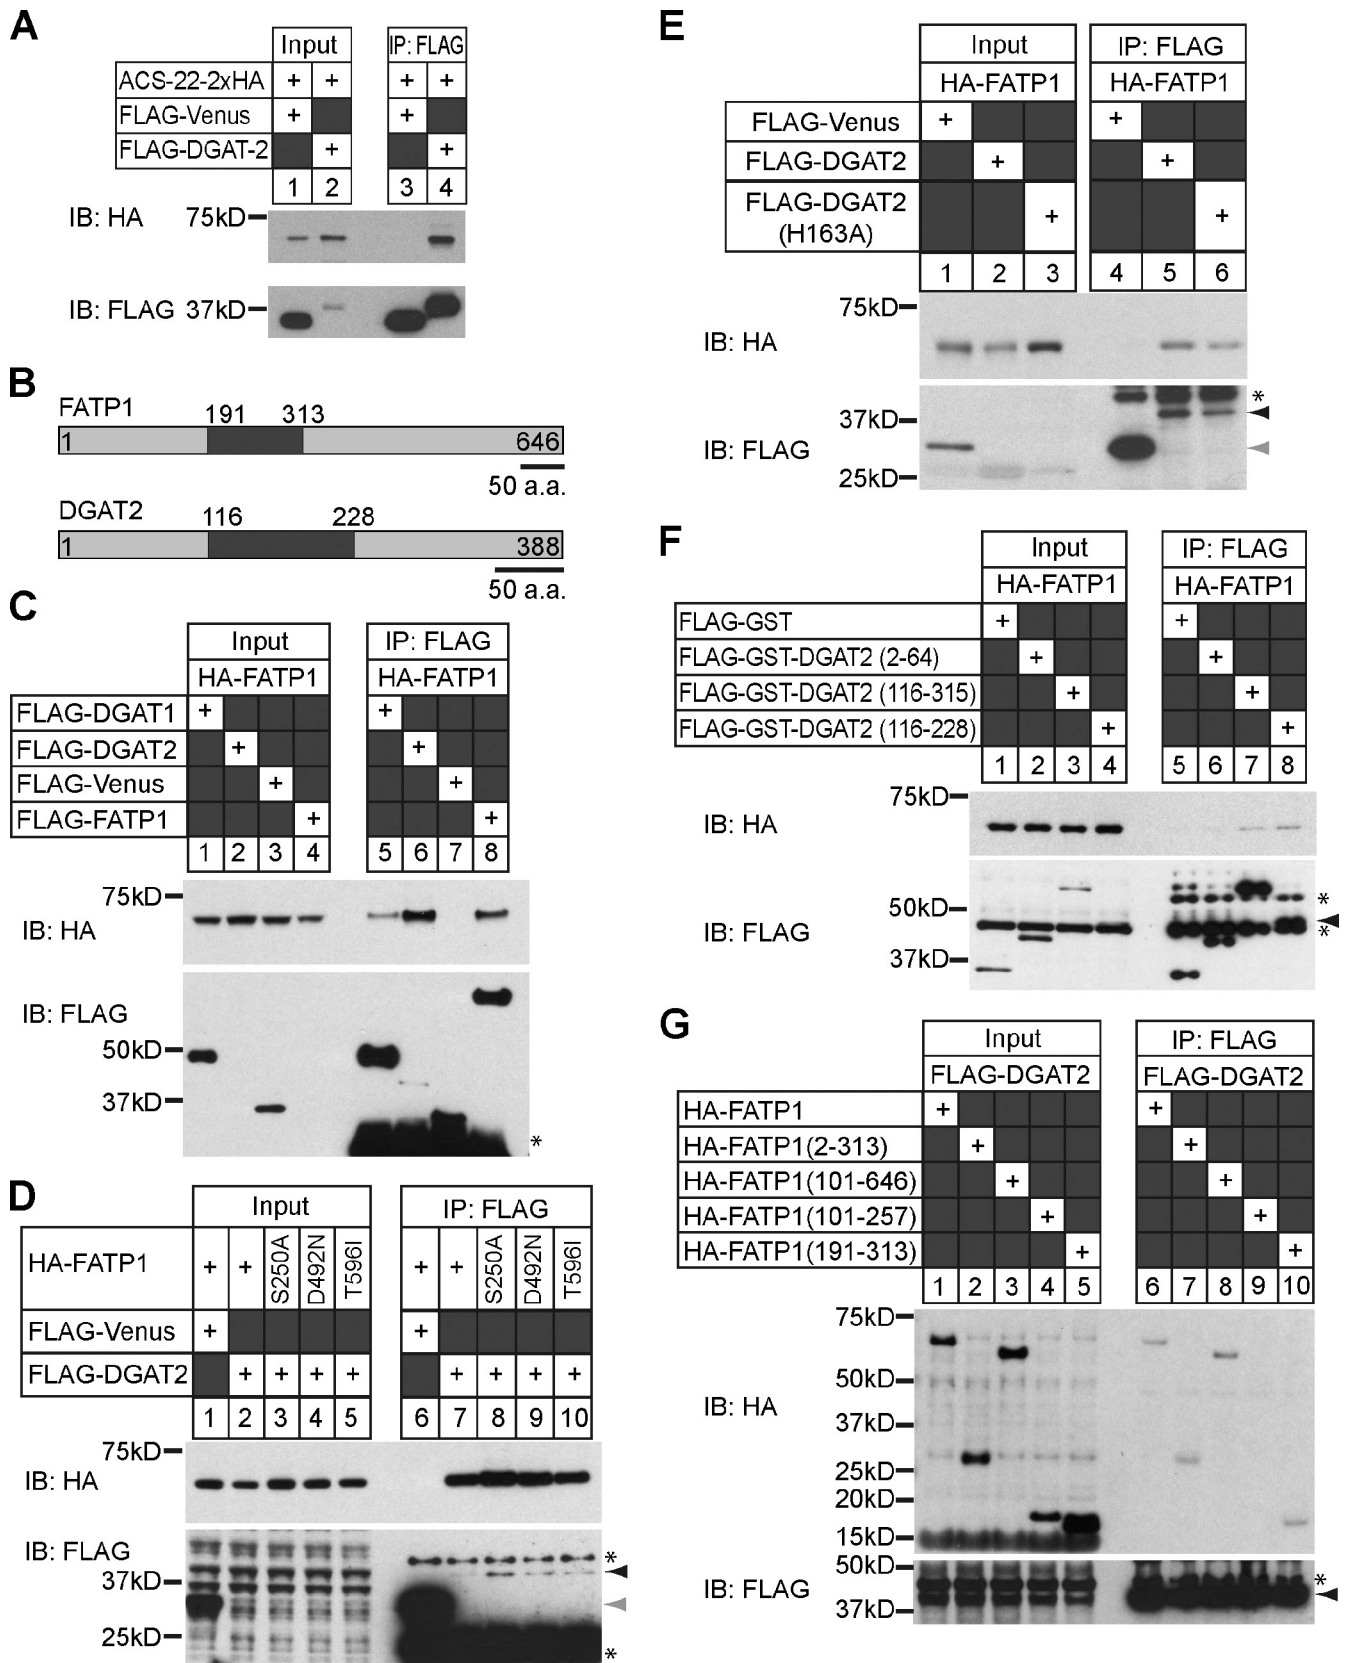 A
Input IP: FLAG
ACS-22-2xHA + + + +
FLAG-Venus + +
FLAG-DGAT-2 + +
1 2 3 4
IB: HA 75kD
IB: FLAG 37kD
B
FATP1 191 313
1 646
50 a.a.
DGAT2 116 228
1 388
50 a.a.
C
Input IP: FLAG
HA-FATP1 HA-FATP1
FLAG-DGAT1 + +
FLAG-DGAT2 + +
FLAG-Venus + +
FLAG-FATP1 + +
1 2 3 4 5 6 7 8
75kD
IB: HA
IB: FLAG
50kD
37kD
*
D
Input IP: FLAG
HA-FATP1 + + S250A D492N T596I + + S250A D492N T596I
FLAG-Venus + +
FLAG-DGAT2 + + + + + + + +
1 2 3 4 5 6 7 8 9 10
75kD
IB: HA
IB: FLAG *
37kD
25kD *
E
Input IP: FLAG
HA-FATP1 HA-FATP1
FLAG-Venus + +
FLAG-DGAT2 + +
FLAG-DGAT2 + +
(H163A)
1 2 3 4 5 6
75kD
IB: HA
*
37kD
IB: FLAG
25kD
F
Input IP: FLAG
HA-FATP1 HA-FATP1
FLAG-GST + +
FLAG-GST-DGAT2 (2-64) + +
FLAG-GST-DGAT2 (116-315) + +
FLAG-GST-DGAT2 (116-228) + +
1 2 3 4 5 6 7 8
75kD
IB: HA
*
50kD
IB: FLAG *
37kD
G
Input IP: FLAG
FLAG-DGAT2 FLAG-DGAT2
HA-FATP1 + +
HA-FATP1(2-313) + +
HA-FATP1(101-646) + +
HA-FATP1(101-257) + +
HA-FATP1(191-313) + +
1 2 3 4 5 6 7 8 9 10
75kD
50kD
IB: HA
37kD
25kD
20kD
15kD
50kD *
IB: FLAG
37kD